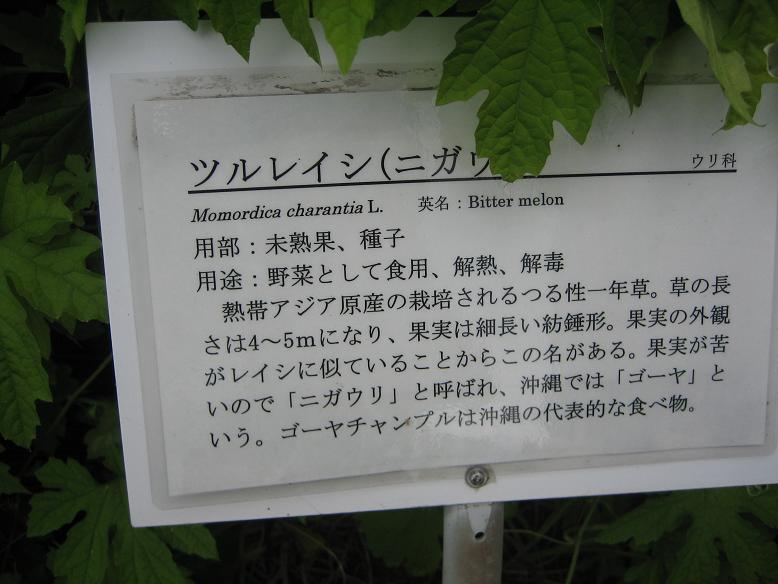 ツルレイシ(ニガウ ウリ科
Momordica charantia L. 英名：Bitter melon
用部：未熟果、種子
用途：野菜として食用、解熱、解毒
熱帯アジア原産の栽培されるつる性一年草。草の長
さは4〜5mになり、果実は細長い紡錘形。果実の外観
がレイシに似ていることからこの名がある。果実が苦
いので「ニガウリ」と呼ばれ、沖縄では「ゴーヤ」と
いう。ゴーヤチャンプルは沖縄の代表的な食べ物。